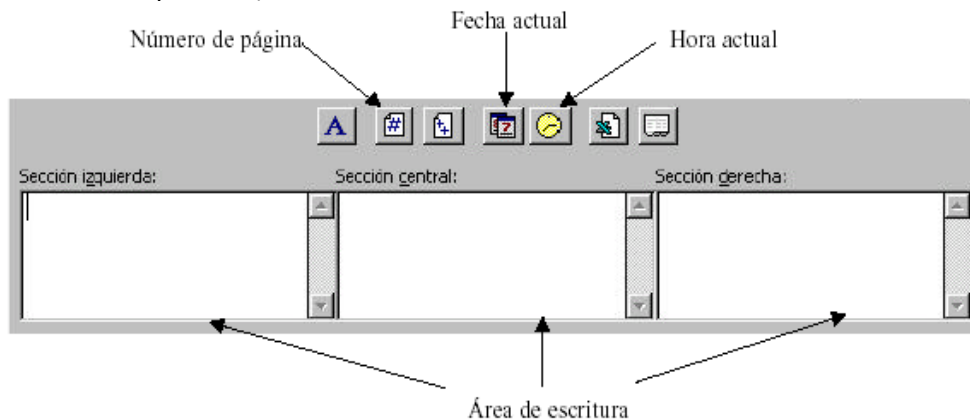 Fecha actual
Número de página
Hora actual
A
Sección izquierda:
Sección central:
Sección derecha:
Área de escritura